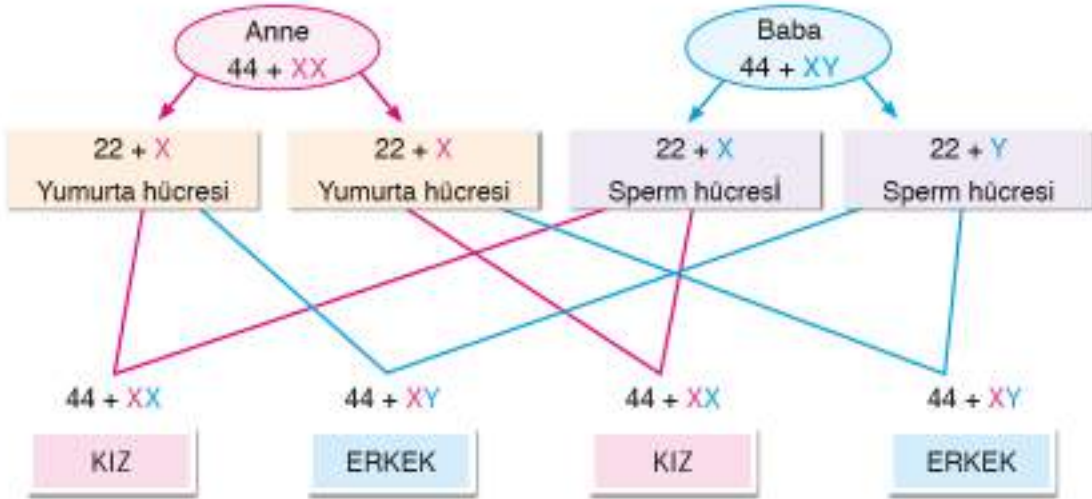 Anne
44 + XX
Baba
44 + XY
22 + X
Yumurta hücresi
22 + X
Yumurta hücresi
22 + X
Sperm hücresİ
22 + Y
Sperm hücresi
44 + XX
44 + XY
44 + XX
44 + XY
KIZ
ERKEK
KIZ
ERKEK